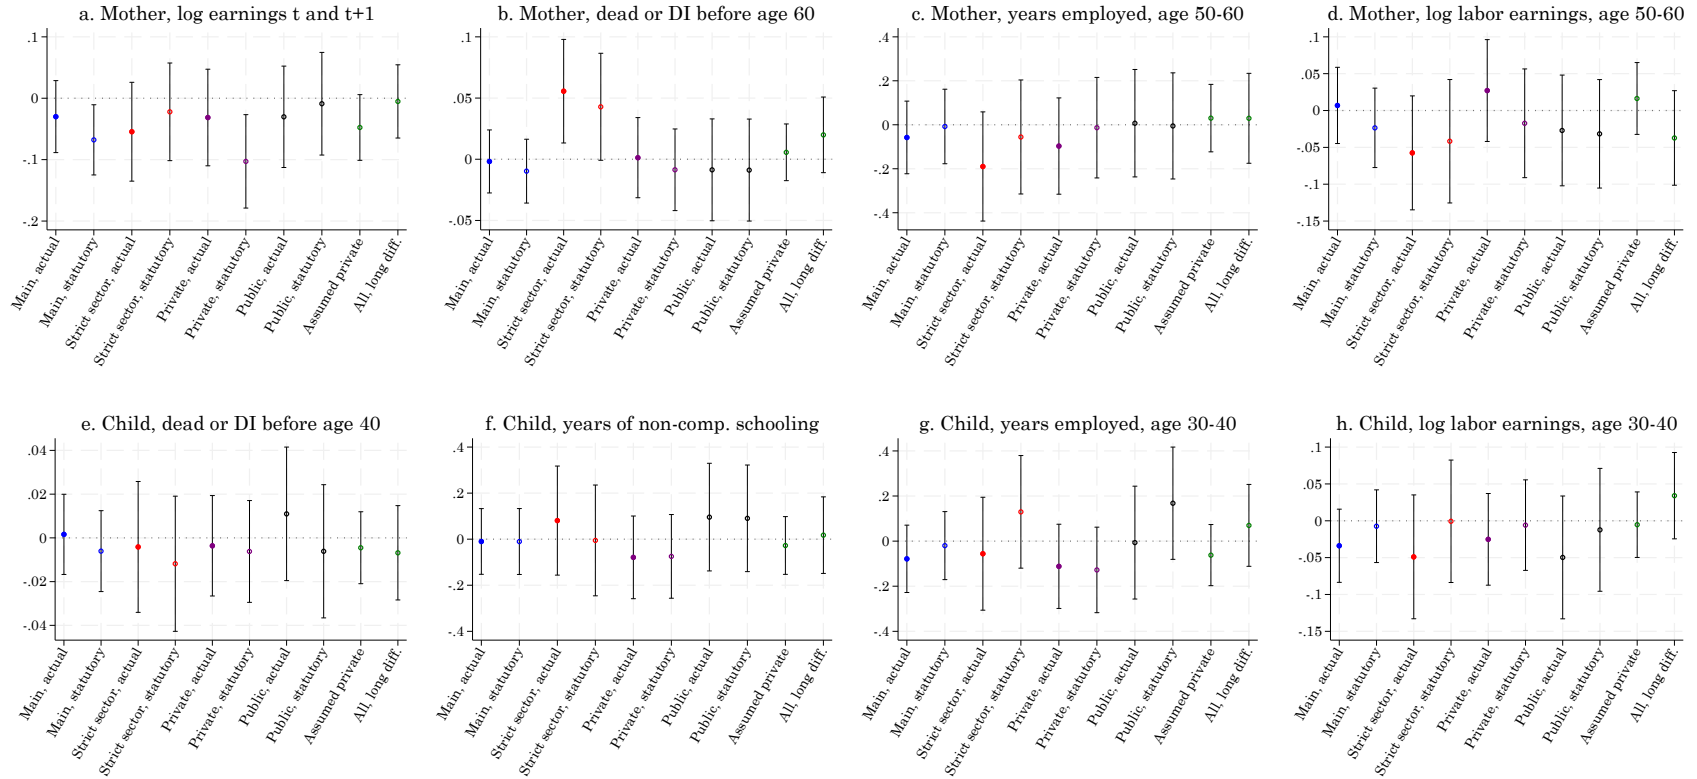 a. Mother, log earnings t and t+1
.1
0
-.1
-.2
Main, actual
Main, statutory
Strict sector, actual
Strict sector, statutory
Private, actual
Private, statutory
Public, actual
Public, statutory
Assumed private
All, long diff.
b. Mother, dead or DI before age 60
.1
.05
0
-.05
Main, actual
Main, statutory
Strict sector, actual
Strict sector, statutory
Private, actual
Private, statutory
Public, actual
Public, statutory
Assumed private
All, long diff.
c. Mother, years employed, age 50-60
.4
.2
0
-.2
-.4
Main, actual
Main, statutory
Strict sector, actual
Strict sector, statutory
Private, actual
Private, statutory
Public, actual
Public, statutory
Assumed private
All, long diff.
d. Mother, log labor earnings, age 50-60
.1
.05
0
-.05
-.1
-.15
Main, actual
Main, statutory
Strict sector, actual
Strict sector, statutory
Private, actual
Private, statutory
Public, actual
Public, statutory
Assumed private
All, long diff.
e. Child, dead or DI before age 40
.04
.02
0
-.02
-.04
Main, actual
Main, statutory
Strict sector, actual
Strict sector, statutory
Private, actual
Private, statutory
Public, actual
Public, statutory
Assumed private
All, long diff.
f. Child, years of non-comp. schooling
.4
.2
0
-.2
-.4
Main, actual
Main, statutory
Strict sector, actual
Strict sector, statutory
Private, actual
Private, statutory
Public, actual
Public, statutory
Assumed private
All, long diff.
g. Child, years employed, age 30-40
.4
.2
0
-.2
-.4
Main, actual
Main, statutory
Strict sector, actual
Strict sector, statutory
Private, actual
Private, statutory
Public, actual
Public, statutory
Assumed private
All, long diff.
h. Child, log labor earnings, age 30-40
.1
.05
0
-.05
-.1
-.15
Main, actual
Main, statutory
Strict sector, actual
Strict sector, statutory
Private, actual
Private, statutory
Public, actual
Public, statutory
Assumed private
All, long diff.